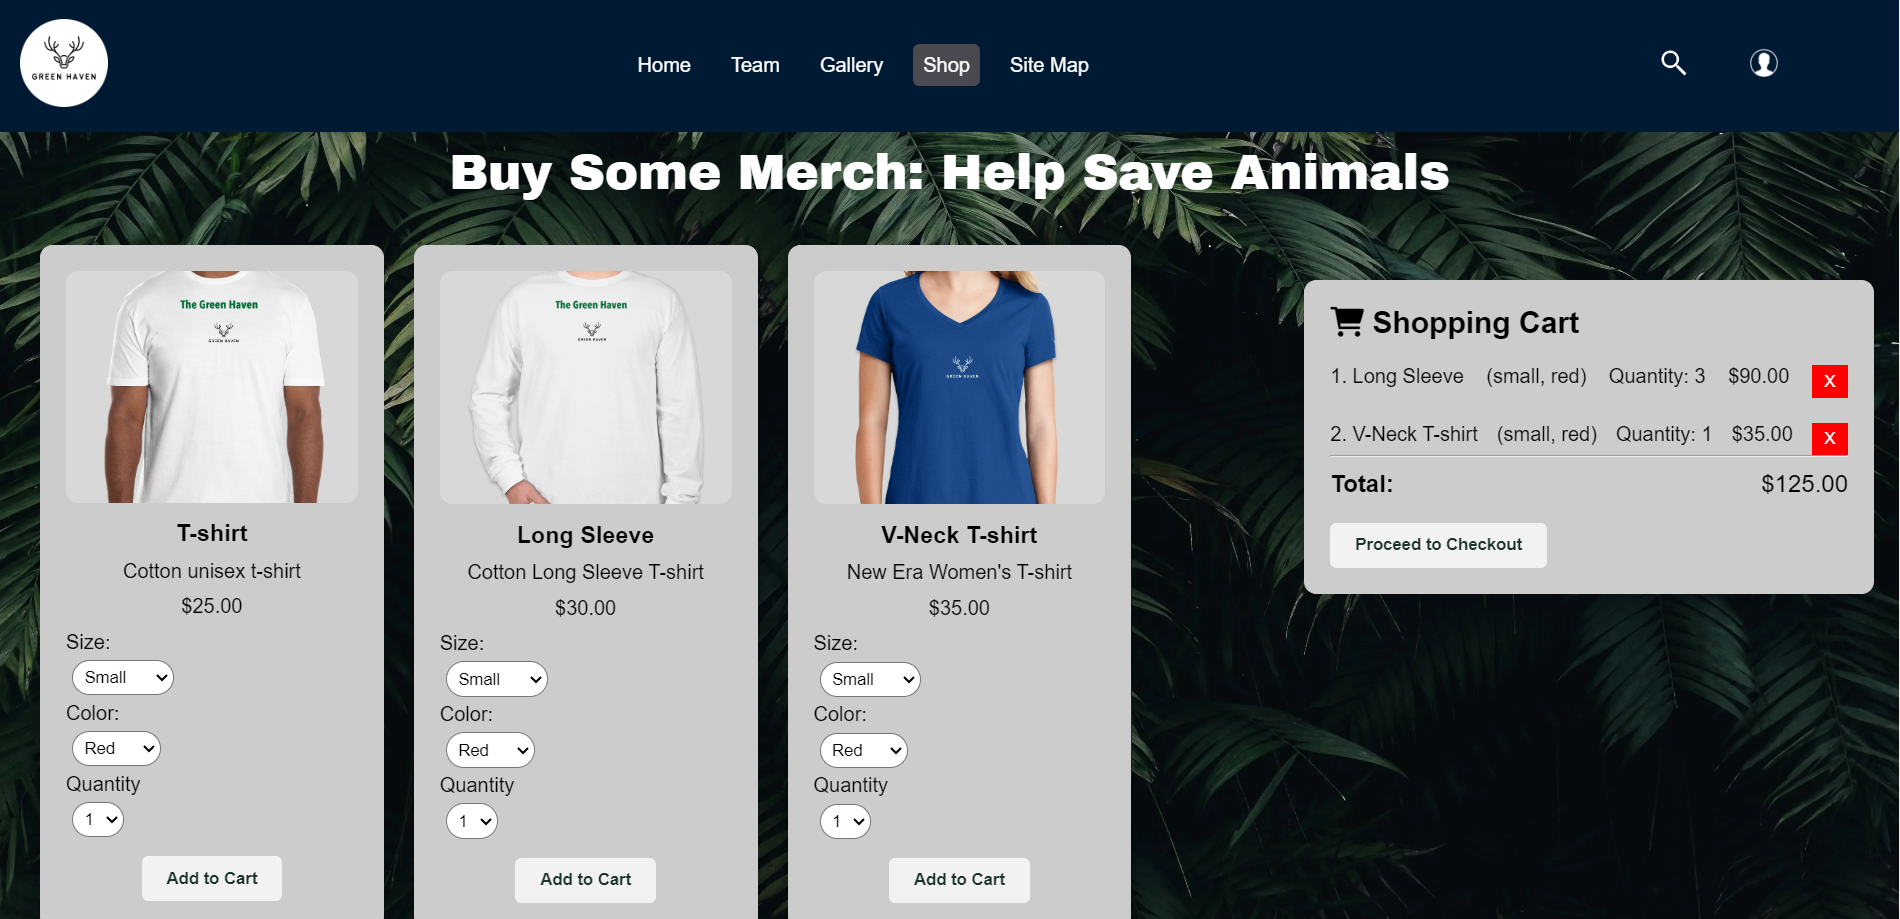 GREEN HAVEN
Home Team Gallery Shop Site Map
Buy Some Merch: Help Save Animals
The Green Haven
GREEN HAVEN
T-shirt
Cotton unisex t-shirt
$25.00
Size:
Small
Color:
Red
Quantity
1
Add to Cart
The Green Haven
GREEN HAVEN
Long Sleeve
Cotton Long Sleeve T-shirt
$30.00
Size:
Small
Color:
Red
Quantity
1
Add to Cart
GREEN HAVEN
V-Neck T-shirt
New Era Women's T-shirt
$35.00
Size:
Small
Color:
Red
Quantity
1
Add to Cart
Shopping Cart
1. Long Sleeve (small, red) Quantity: 3 $90.00 X
2. V-Neck T-shirt (small, red) Quantity: 1 $35.00 X
Total: $125.00
Proceed to Checkout